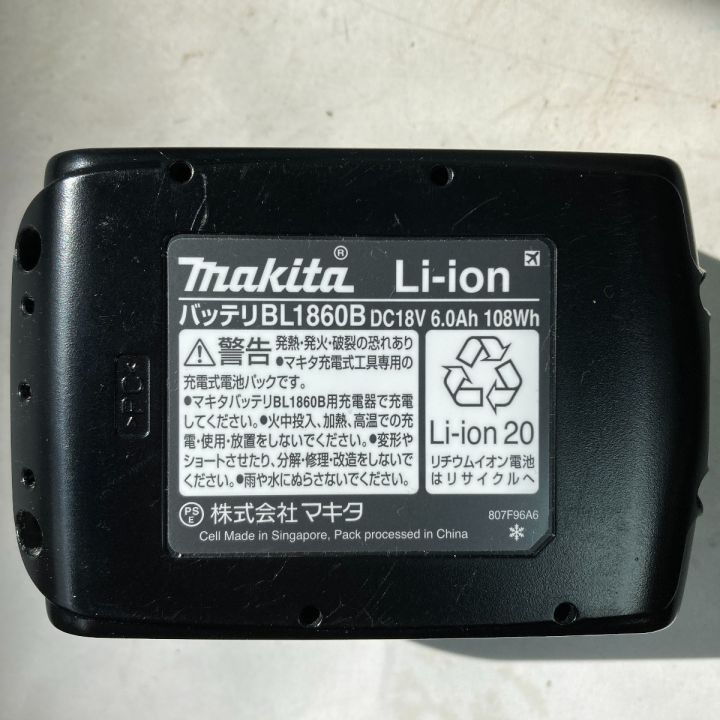 makita® Li-ion
バッテリBL1860B DC18V 6.0Ah 108Wh
警告 発熱・発火・破裂の恐れあり
●マキタ充電式工具専用の
充電式電池パックです。
●マキタバッテリBL1860B用充電器で充電
してください。●火中投入、加熱、高温での充
電・使用・放置をしないでください。●変形や
ショートさせたり、分解・修理・改造をしないで
ください。●雨や水にぬらさないでください。
Li-ion 20
リチウムイオン電池
はリサイクルへ
PSE 株式会社 マキタ
807F96A6
Cell Made in Singapore, Pack processed in China
>PC<